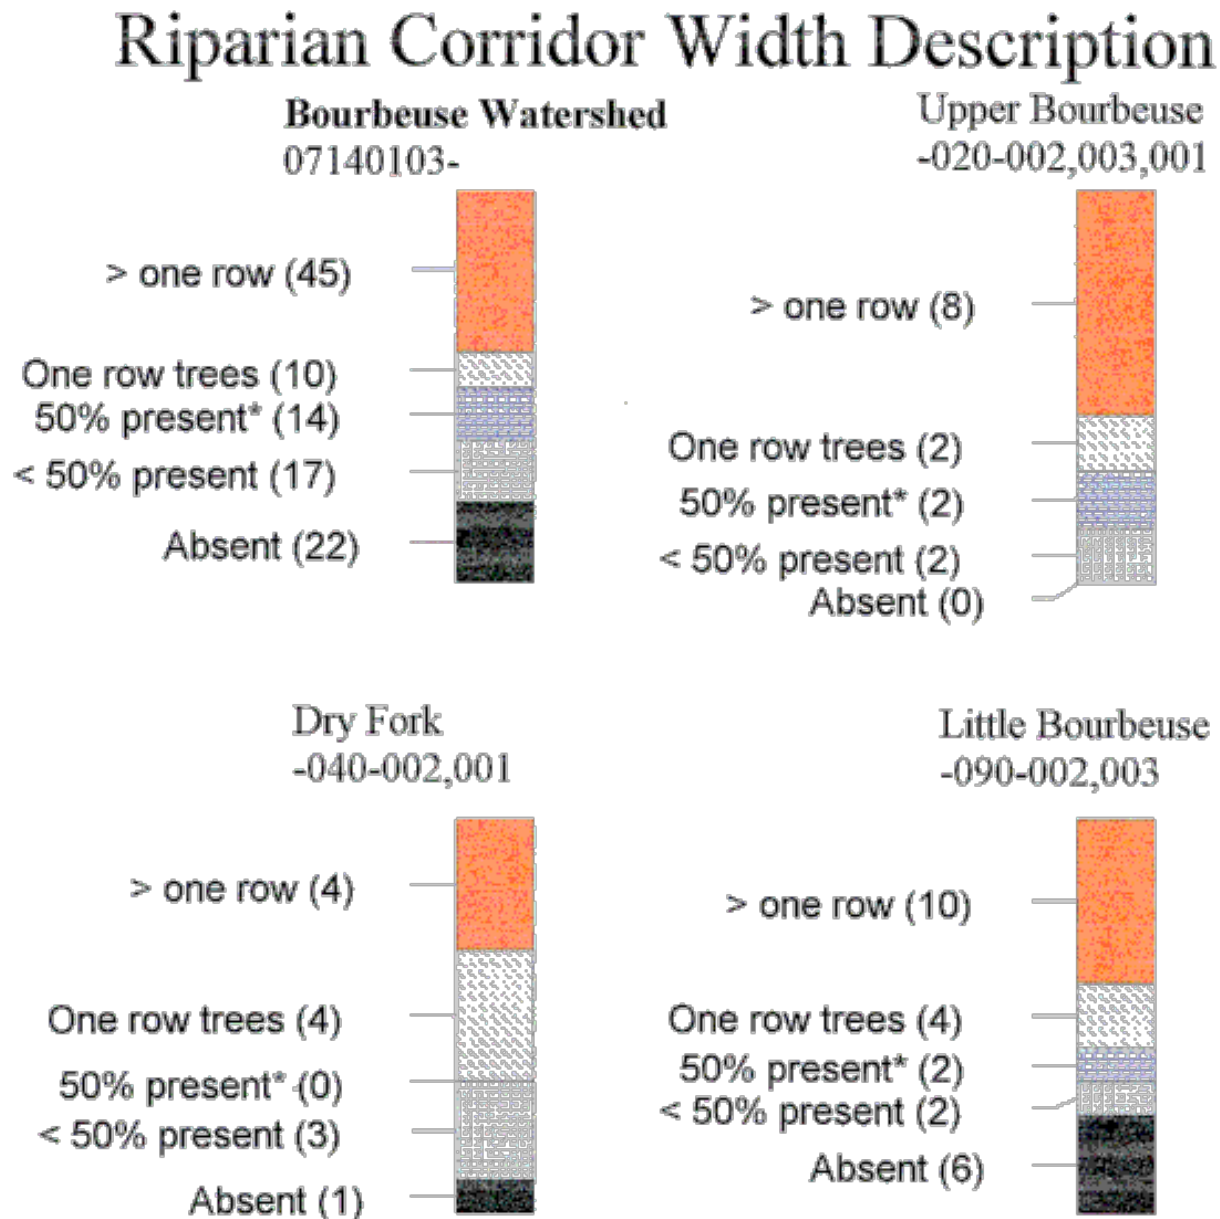 Riparian Corridor Width Description
Bourbeuse Watershed
07140103-
> one row (45)
One row trees (10)
50% present* (14)
< 50% present (17)
Absent (22)
Upper Bourbeuse
-020-002,003,001
> one row (8)
One row trees (2)
50% present* (2)
< 50% present (2)
Absent (0)
Dry Fork
-040-002,001
> one row (4)
One row trees (4)
50% present* (0)
< 50% present (3)
Absent (1)
Little Bourbeuse
-090-002,003
> one row (10)
One row trees (4)
50% present* (2)
< 50% present (2)
Absent (6)